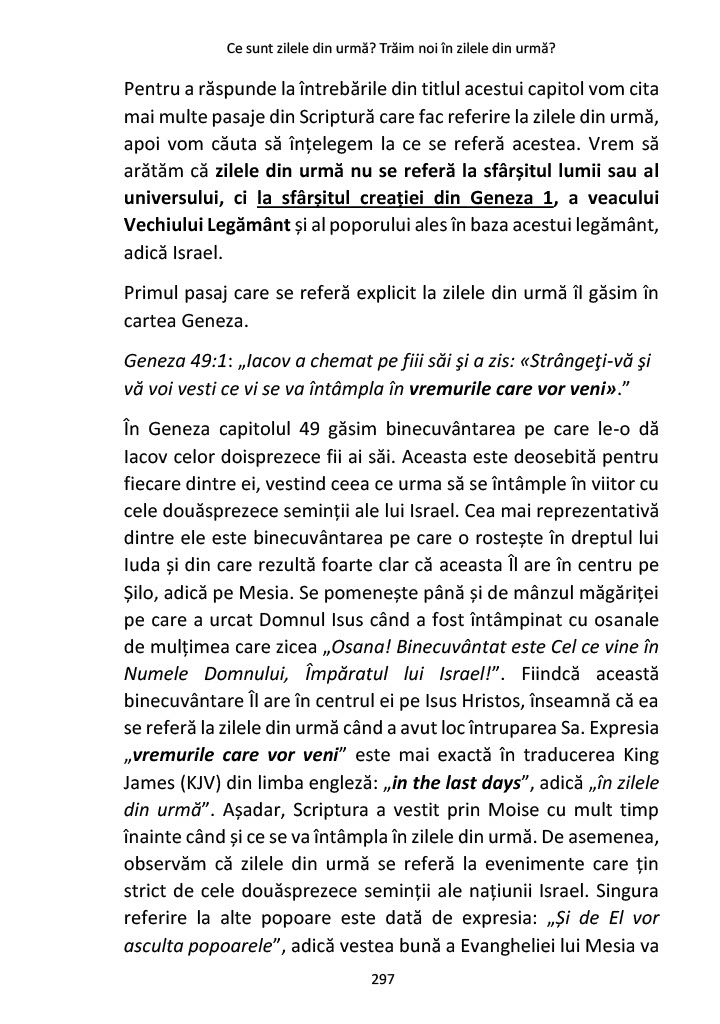 Ce sunt zilele din urmă? Trăim noi în zilele din urmă?
Pentru a răspunde la întrebările din titlul acestui capitol vom cita
mai multe pasaje din Scriptură care fac referire la zilele din urmă,
apoi vom căuta să înțelegem la ce se referă acestea. Vrem să
arătăm că zilele din urmă nu se referă la sfârșitul lumii sau al
universului, ci la sfârșitul creației din Geneza 1, a veacului
Vechiului Legământ și al poporului ales în baza acestui legământ,
adică Israel.
Primul pasaj care se referă explicit la zilele din urmă îl găsim în
cartea Geneza.
Geneza 49:1: „Iacov a chemat pe fiii săi şi a zis: «Strângeţi-vă şi
vă voi vesti ce vi se va întâmpla în vremurile care vor veni».”
În Geneza capitolul 49 găsim binecuvântarea pe care le-o dă
Iacov celor doisprezece fii ai săi. Aceasta este deosebită pentru
fiecare dintre ei, vestind ceea ce urma să se întâmple în viitor cu
cele douăsprezece seminții ale lui Israel. Cea mai reprezentativă
dintre ele este binecuvântarea pe care o rostește în dreptul lui
Iuda și din care rezultă foarte clar că aceasta Îl are în centru pe
Șilo, adică pe Mesia. Se pomenește până și de mânzul măgăriței
pe care a urcat Domnul Isus când a fost întâmpinat cu osanale
de mulțimea care zicea „Osana! Binecuvântat este Cel ce vine în
Numele Domnului, Împăratul lui Israel!”. Fiindcă această
binecuvântare Îl are în centrul ei pe Isus Hristos, înseamnă că ea
se referă la zilele din urmă când a avut loc întruparea Sa. Expresia
„vremurile care vor veni” este mai exactă în traducerea King
James (KJV) din limba engleză: „in the last days”, adică „în zilele
din urmă”. Așadar, Scriptura a vestit prin Moise cu mult timp
înainte când și ce se va întâmpla în zilele din urmă. De asemenea,
observăm că zilele din urmă se referă la evenimente care țin
strict de cele douăsprezece seminții ale națiunii Israel. Singura
referire la alte popoare este dată de expresia: „Și de El vor
asculta popoarele”, adică vestea bună a Evangheliei lui Mesia va
297